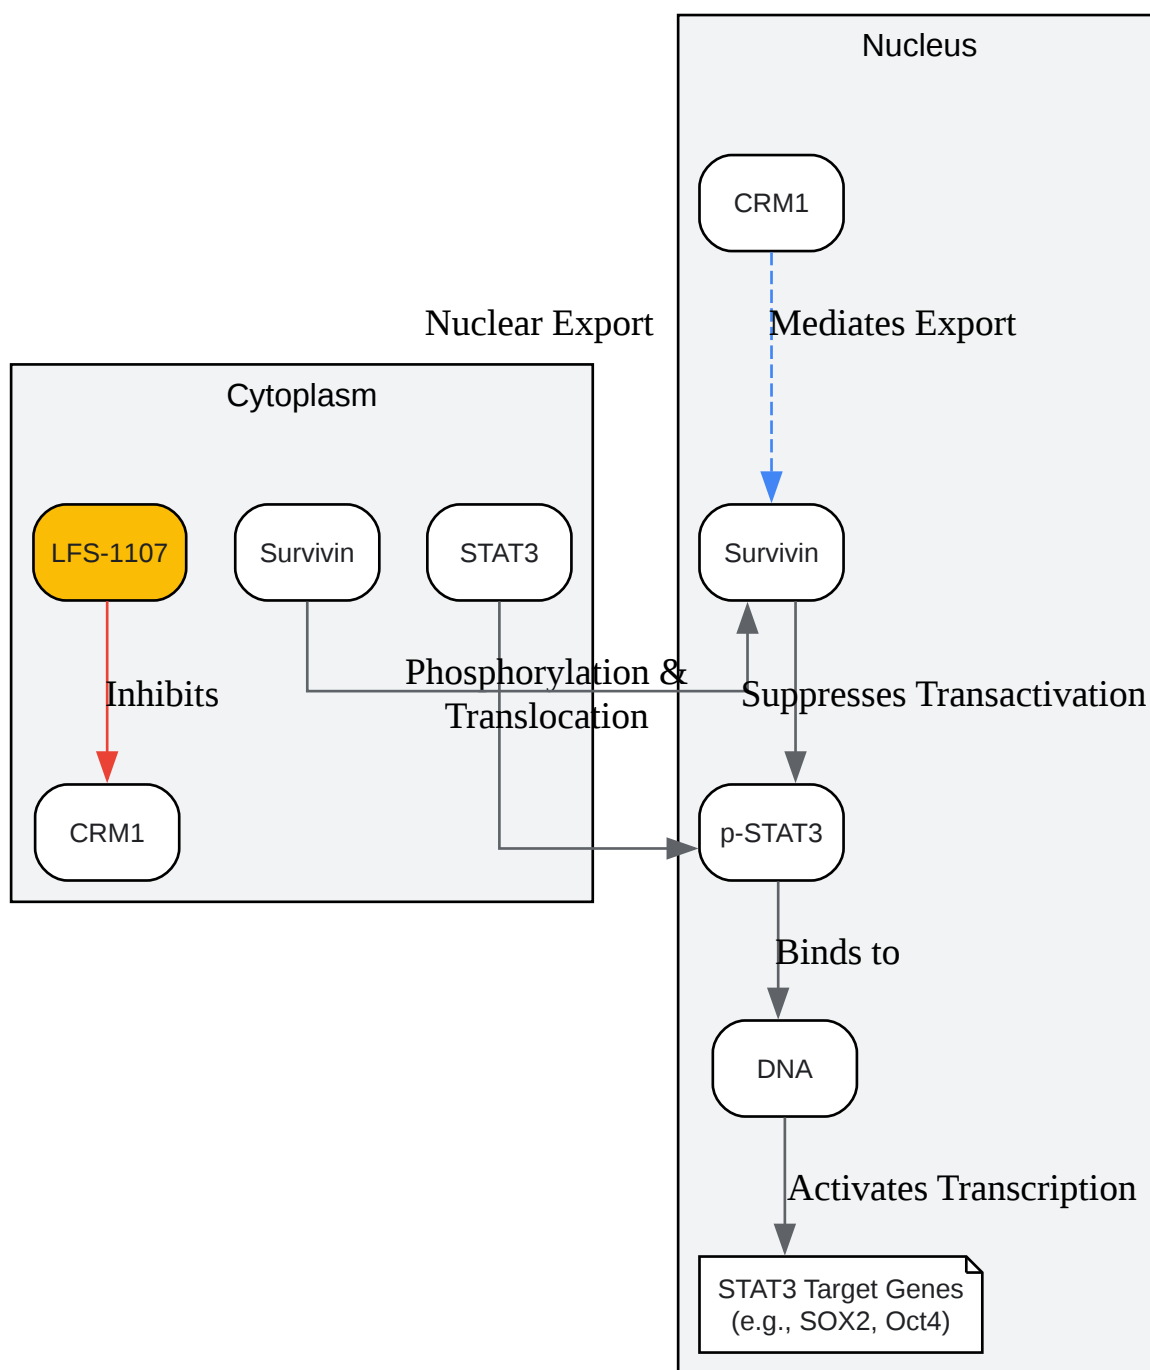 Nucleus
CRM1
Nuclear Export
Mediates Export
Cytoplasm
LFS-1107
Survivin
STAT3
Survivin
Inhibits
Phosphorylation &
Translocation
Suppresses Transactivation
CRM1
p-STAT3
Binds to
DNA
Activates Transcription
STAT3 Target Genes
(e.g., SOX2, Oct4)